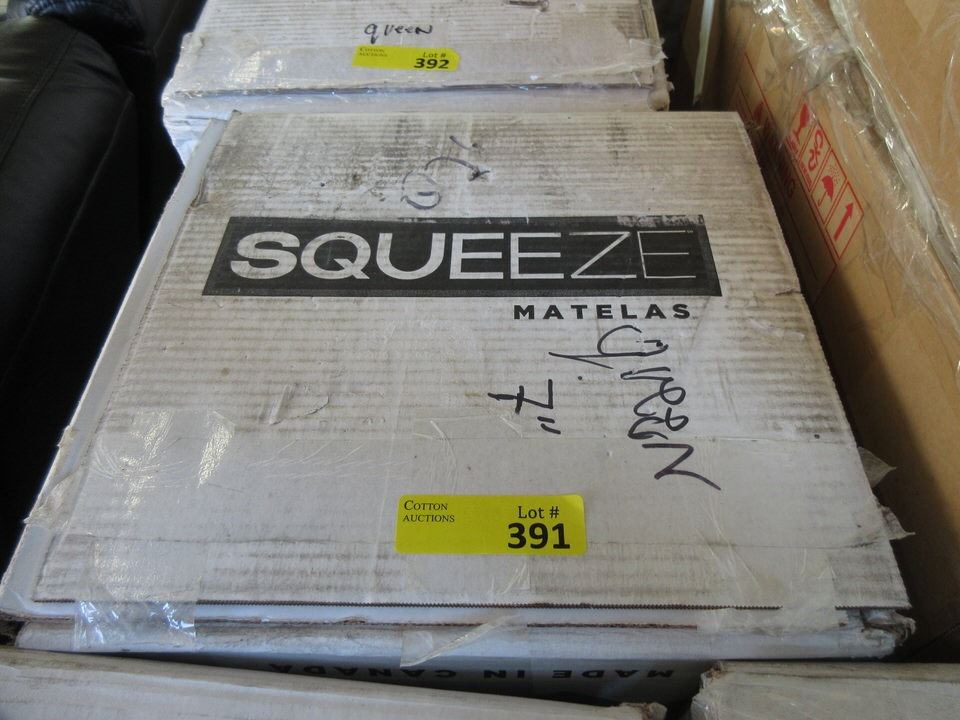 queen
COTTON AUCTIONS
Lot #
392
SQUEEZE
MATELAS
QUEEN
7"
COTTON
AUCTIONS
Lot #
391
MADE IN CANADA